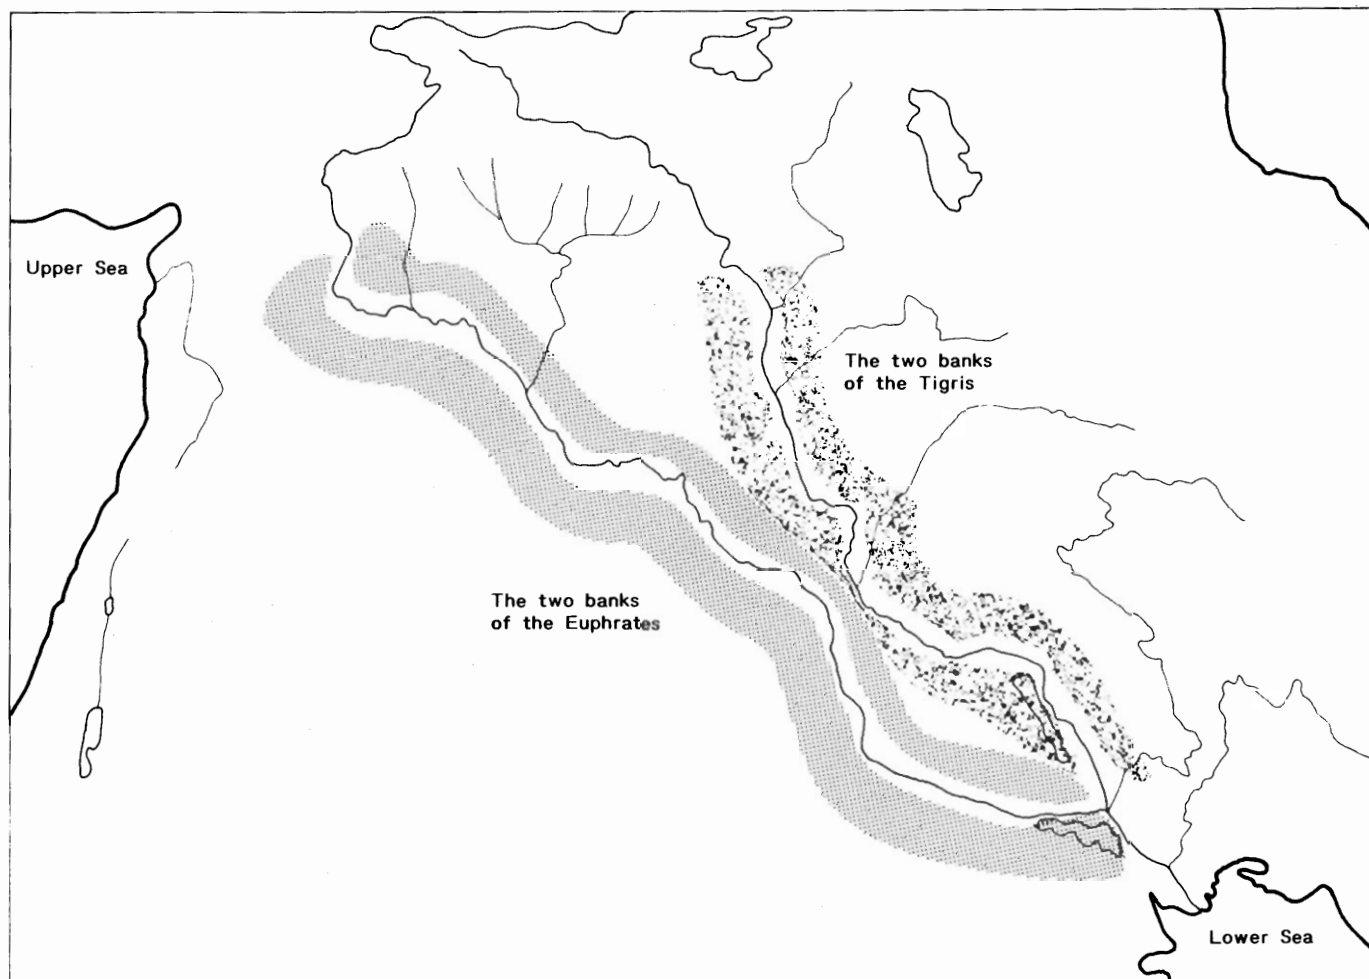 Upper Sea
The two banks
of the Tigris
The two banks
of the Euphrates
Lower Sea